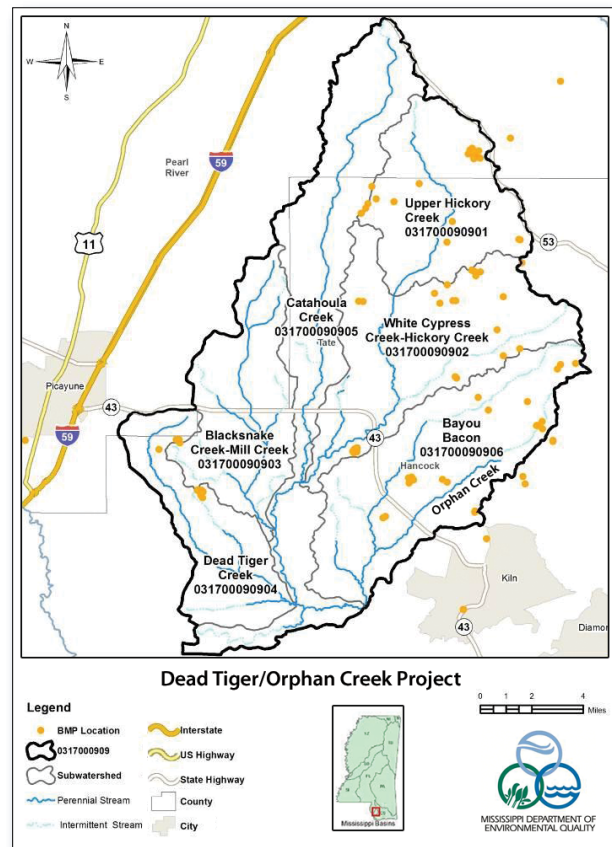 N
W E
S
Pearl
River
59
11
Upper Hickory
Creek
031700090901
53
Catahoula
Creek
031700090905
Tate
White Cypress
Creek-Hickory Creek
031700090902
Picayune
43
59
43
Blacksnake
Creek-Mill Creek
031700090903
Bayou
Bacon
031700090906
Hancock
Orphan Creek
Dead Tiger
Creek
031700090904
Kiln
43
Diamon
Dead Tiger/Orphan Creek Project
Legend
BMP Location
0317000909
Subwatershed
Perennial Stream
Intermittent Stream
Interstate
US Highway
State Highway
County
City
Mississippi Basins
0 1 2 4
Miles
MISSISSIPPI DEPARTMENT OF
ENVIRONMENTAL QUALITY